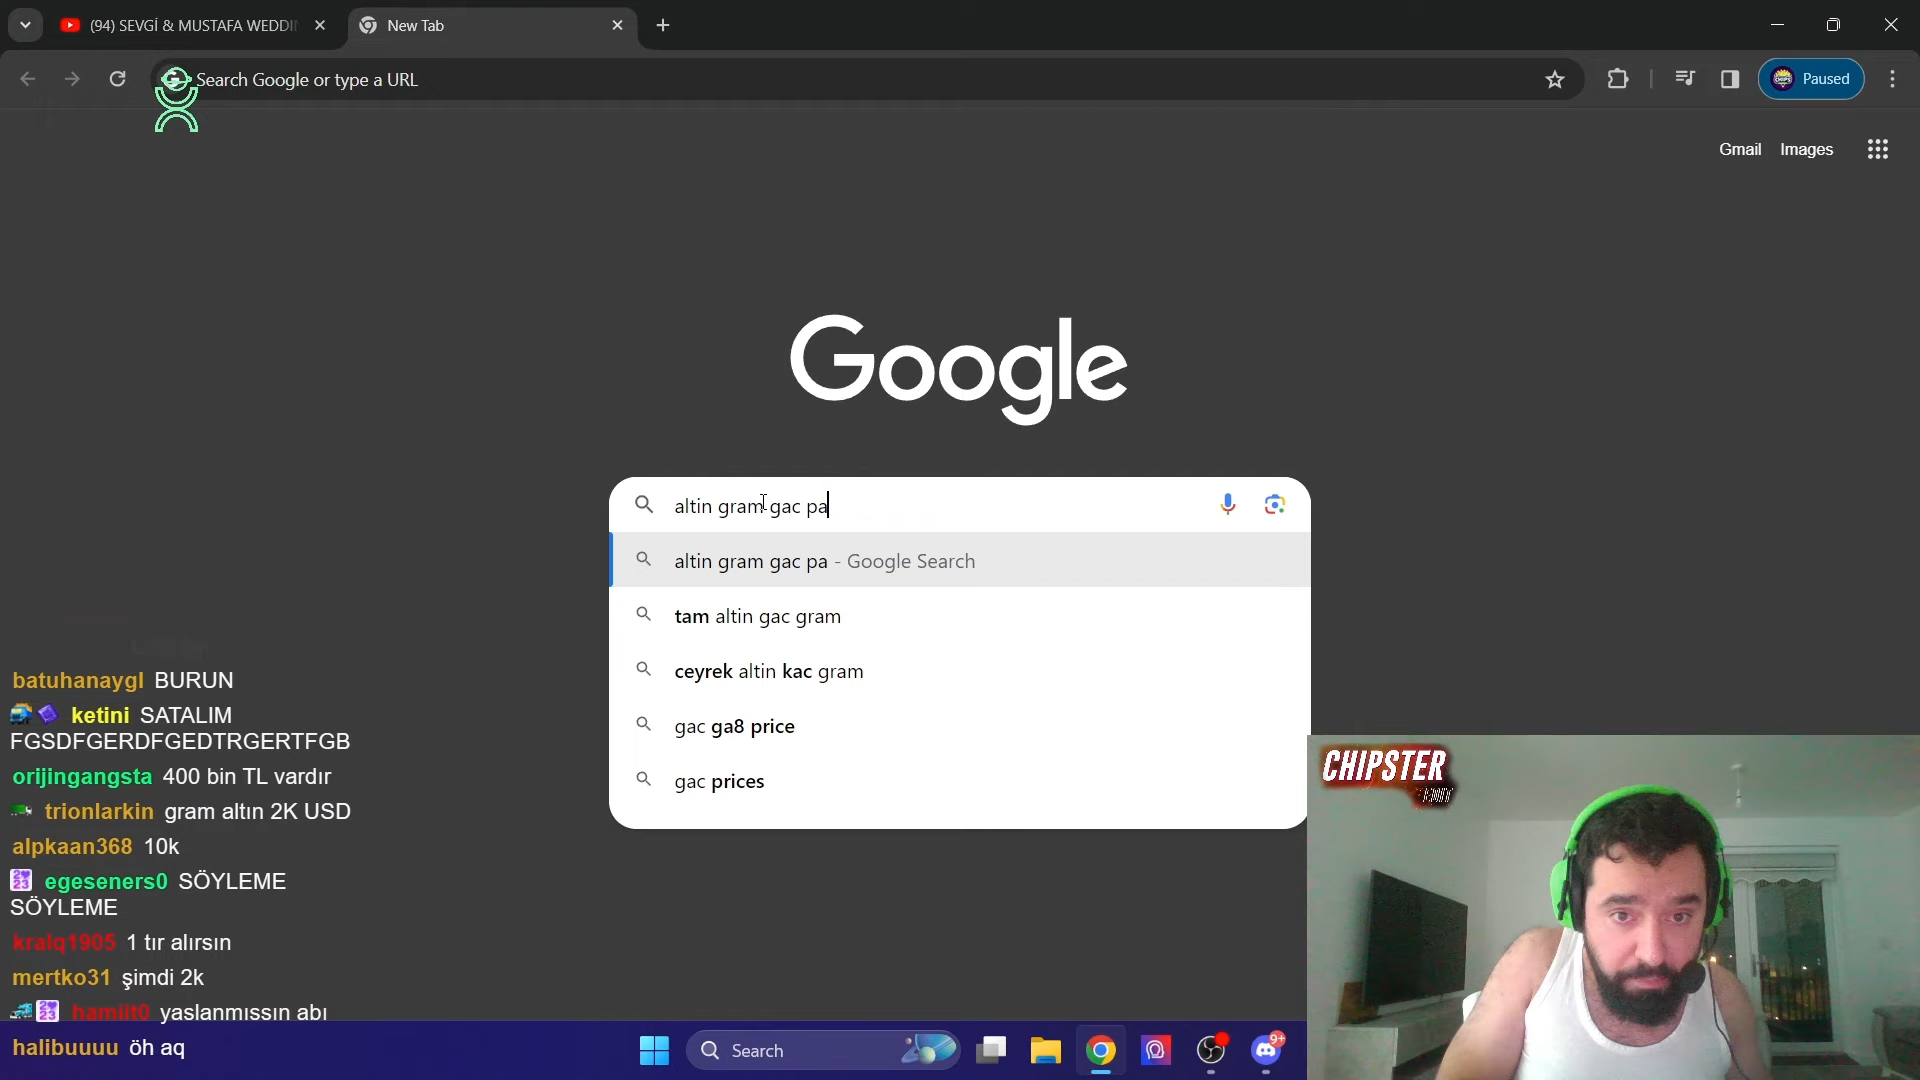 (94) SEVGİ & MUSTAFA WEDDI
New Tab
Search Google or type a URL
Paused
Gmail Images
Google
altin gram gac pa
altin gram gac pa - Google Search
tam altin gac gram
ceyrek altin kac gram
gac ga8 price
gac prices
batuhanaygl BURUN
ketini SATALIM
FGSDFGERDFGEDTRGERTFGB
orijingangsta 400 bin TL vardır
trionlarkin gram altın 2K USD
alpkaan368 10k
egeseners0 SÖYLEME
SÖYLEME
kralq1905 1 tır alırsın
mertko31 şimdi 2k
hamiit0 yaslanmıssın abı
halibuuuu öh aq
CHIPSTER
Search
9+